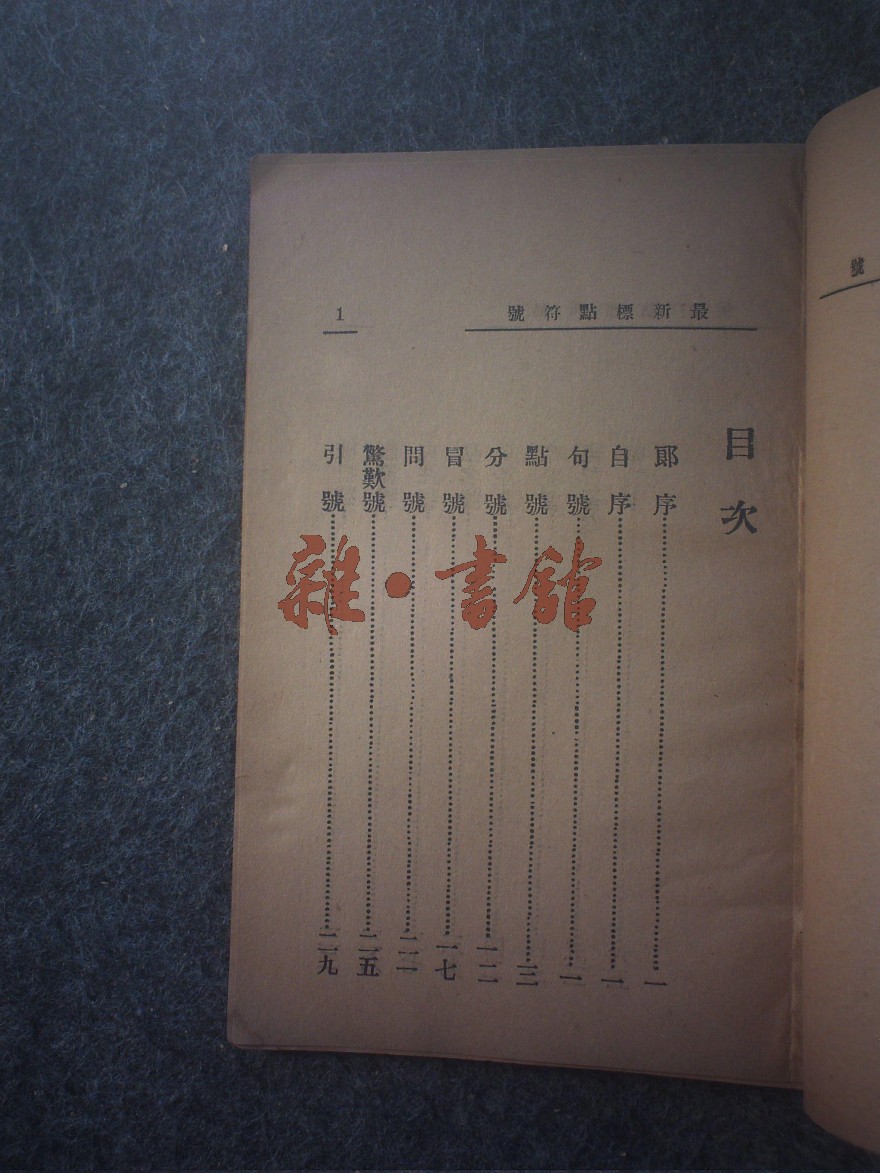 最新標點符號
1
目次
郎序……一
自序……一
句號……一
點號……三
分號……一二
冒號……一七
問號……二一
驚歎號……二五
引號……二九
號
雜·書館